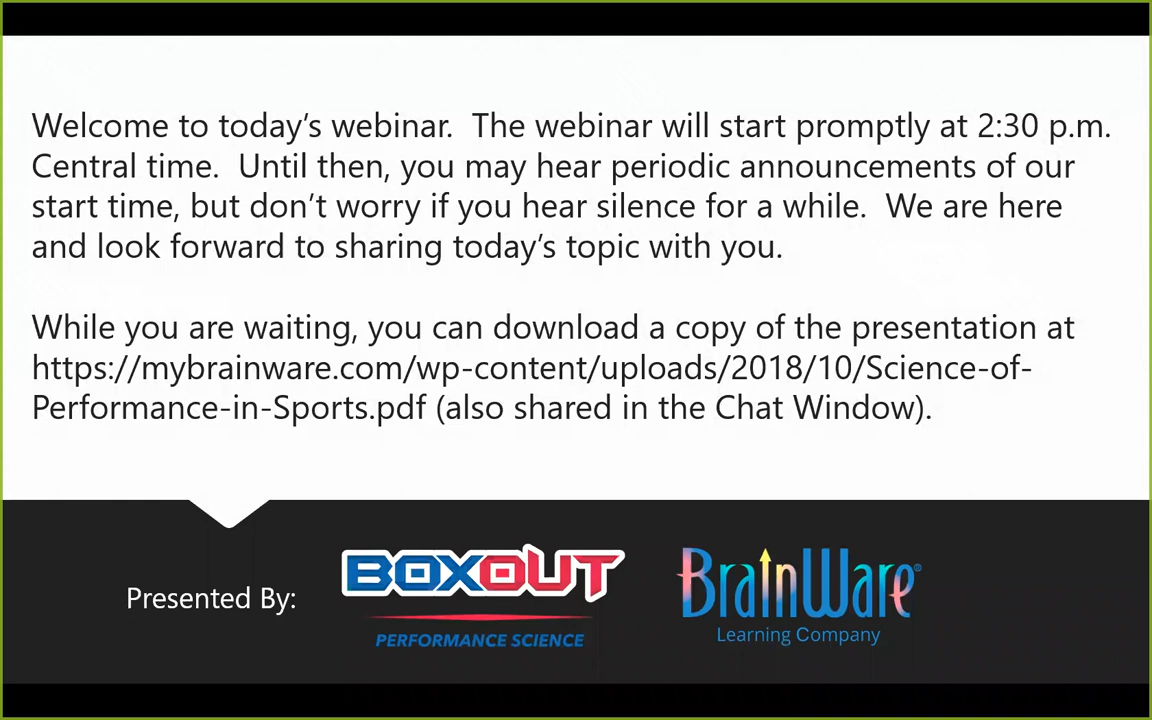 Welcome to today’s webinar.  The webinar will start promptly at 2:30 p.m.
Central time.  Until then, you may hear periodic announcements of our
start time, but don’t worry if you hear silence for a while.  We are here
and look forward to sharing today’s topic with you.
While you are waiting, you can download a copy of the presentation at
https://mybrainware.com/wp-content/uploads/2018/10/Science-of-
Performance-in-Sports.pdf (also shared in the Chat Window).
Presented By:
BOXOUT
PERFORMANCE SCIENCE
BrainWare®
Learning Company